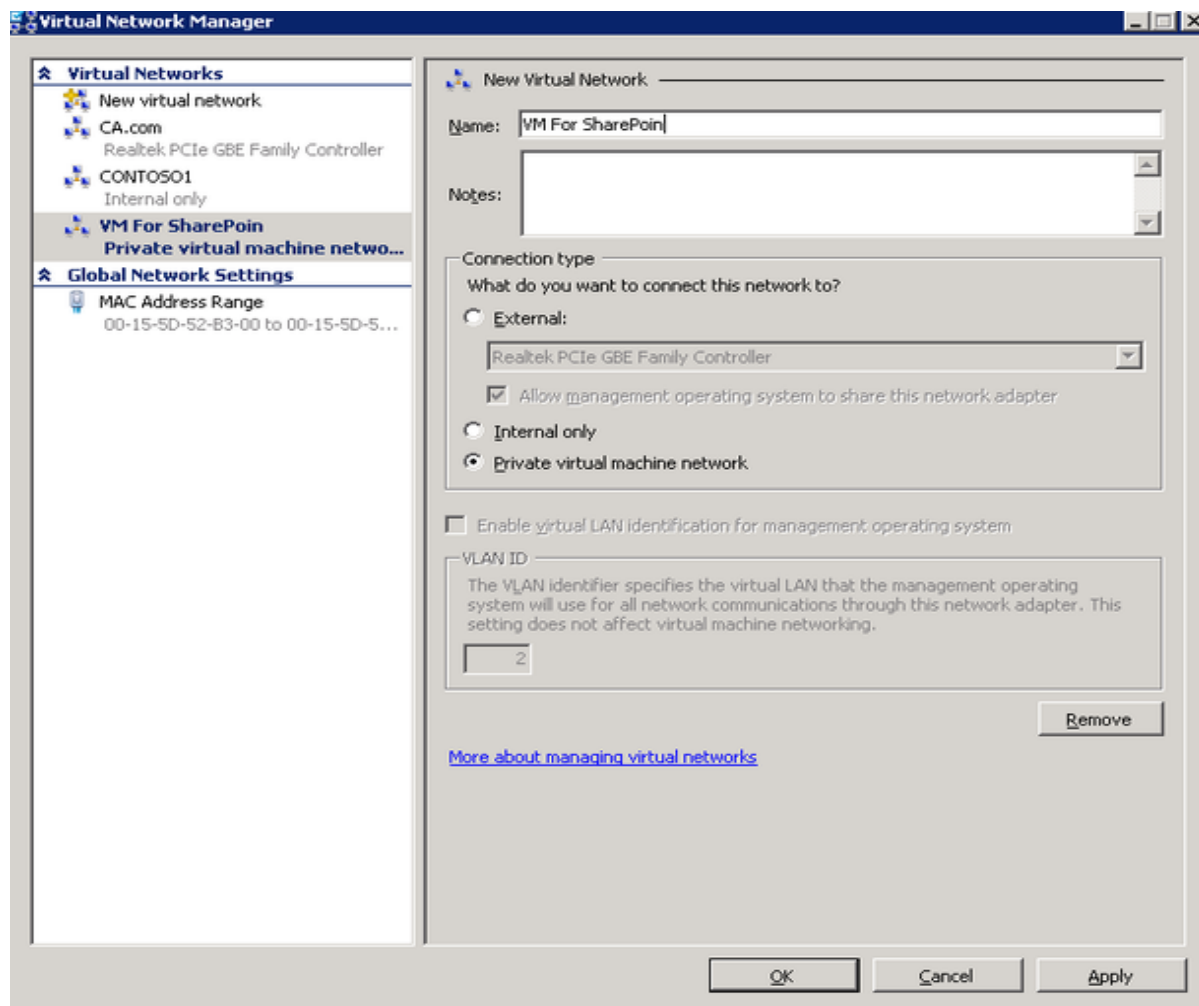 Virtual Network Manager
Virtual Networks
New virtual network
CA.com
Realtek PCIe GBE Family Controller
CONTOSO1
Internal only
VM For SharePoin
Private virtual machine netwo...
Global Network Settings
MAC Address Range
00-15-5D-52-B3-00 to 00-15-5D-5...
New Virtual Network
Name: VM For SharePoin
Notes:
Connection type
What do you want to connect this network to?
External:
Realtek PCIe GBE Family Controller
Allow management operating system to share this network adapter
Internal only
Private virtual machine network
Enable virtual LAN identification for management operating system
VLAN ID
The VLAN identifier specifies the virtual LAN that the management operating
system will use for all network communications through this network adapter. This
setting does not affect virtual machine networking.
2
Remove
More about managing virtual networks
OK Cancel Apply